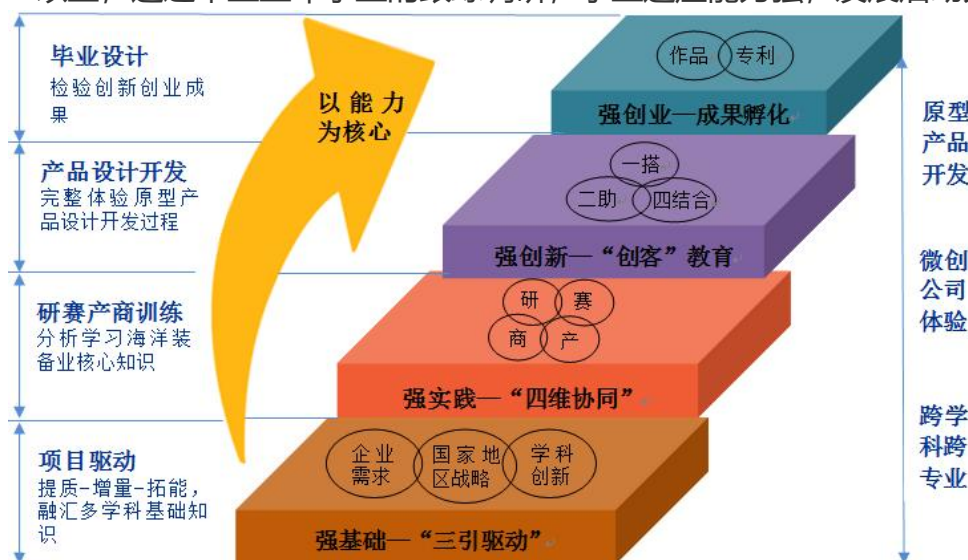 毕业设计
检验创新创业成
果
以能力
为核心
作品
专利
强创业—成果孵化
产品设计开发
完整体验原型产
品设计开发过程
一搭
二助
四结合
强创新—“创客”教育
研赛产商训练
分析学习海洋装
备业核心知识
研
赛
商
产
强实践—“四维协同”
项目驱动
提质-增量-拓能,
融汇多学科基础知
识
企业
需求
国家地
区战略
学科
创新
强基础—“三引驱动”
原型
产品
开发
微创
公司
体验
跨学
科跨
专业